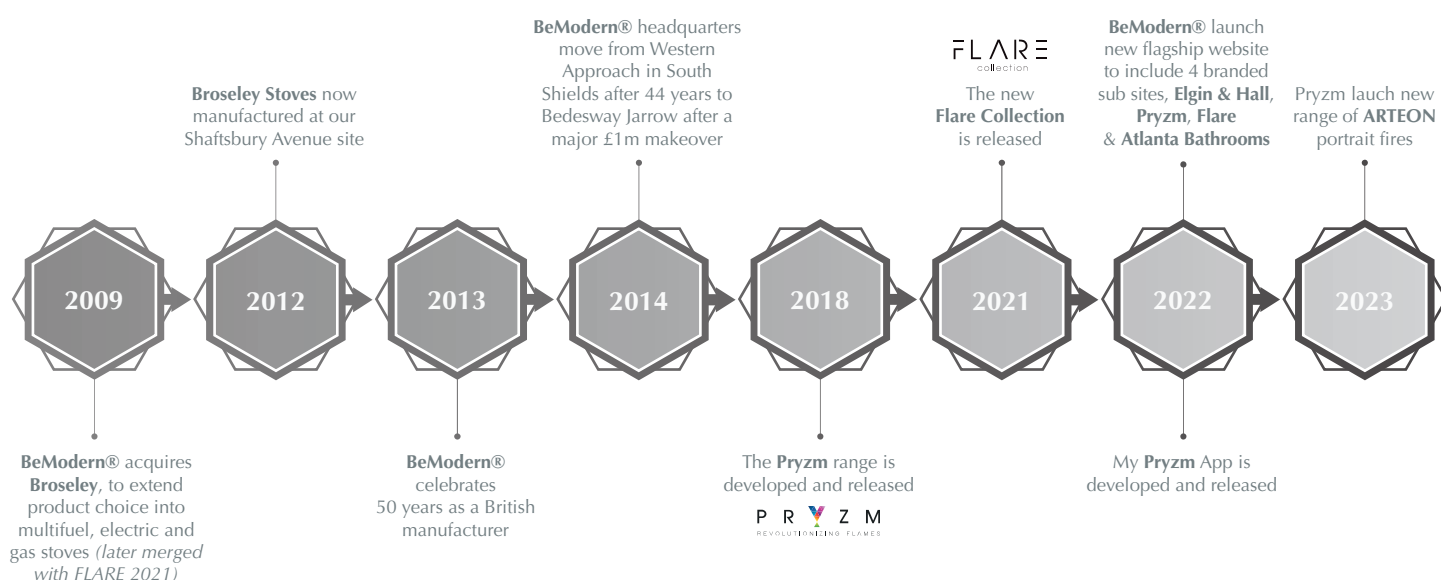 BeModern® headquarters
move from Western
Approach in South
Shields after 44 years to
Bedesway Jarrow after a
major £1m makeover
BeModern® launch
new flagship website
to include 4 branded
sub sites, Elgin & Hall,
Pryzm, Flare
& Atlanta Bathrooms
FLARE
collection
The new
Flare Collection
is released
Broseley Stoves now
manufactured at our
Shaftsbury Avenue site
Pryzm lauch new
range of ARTEON
portrait fires
2009
2012
2013
2014
2018
2021
2022
2023
BeModern® acquires
Broseley, to extend
product choice into
multifuel, electric and
gas stoves (later merged
with FLARE 2021)
BeModern®
celebrates
50 years as a British
manufacturer
The Pryzm range is
developed and released
PRYZM
REVOLUTIONIZING FLAMES
My Pryzm App is
developed and released